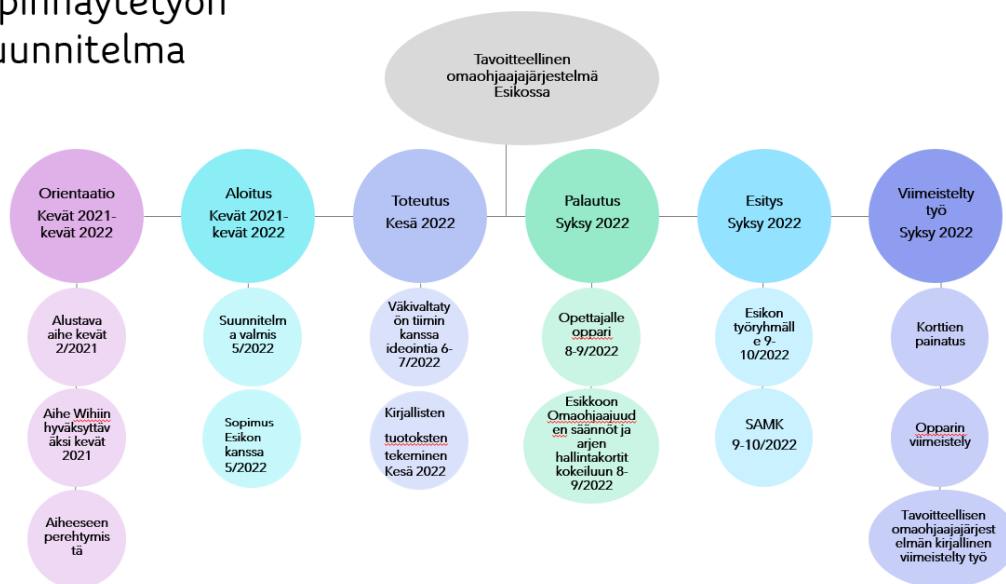 pinnäytetyön
uunnitelma
Tavoitteellinen
omaohjaajajärjestelmä
Esikossa
Orientaatio
Kevät 2021-
kevät 2022
Aloitus
Kevät 2021-
kevät 2022
Toteutus
Kesä 2022
Palautus
Syksy 2022
Esitys
Syksy 2022
Viimeistelty
työ
Syksy 2022
Alustava
aihe kevät
2/2021
Aihe Wihiin
hyväksyttäv
äksi kevät
2021
Aiheeseen
perehtymis
tä
Suunnitelm
a valmis
5/2022
Sopimus
Esikon
kanssa
5/2022
Väkivaltaty
ön tiimin
kanssa
ideointia 6-
7/2022
Kirjallisten
tuotoksten
tekeminen
Kesä 2022
Opettajalle
oppari
8-9/2022
Esikkoon
Omaohjaajuud
en säännöt ja
arjen
hallintakortit
kokeiluun 8-
9/2022
Esikon
työryhmäll
e 9-
10/2022
SAMK
9-10/2022
Korttien
painatus
Opparin
viimeistely
Tavoitteellisen
omaohjaajajärjest
elmän kirjallinen
viimeistelty työ